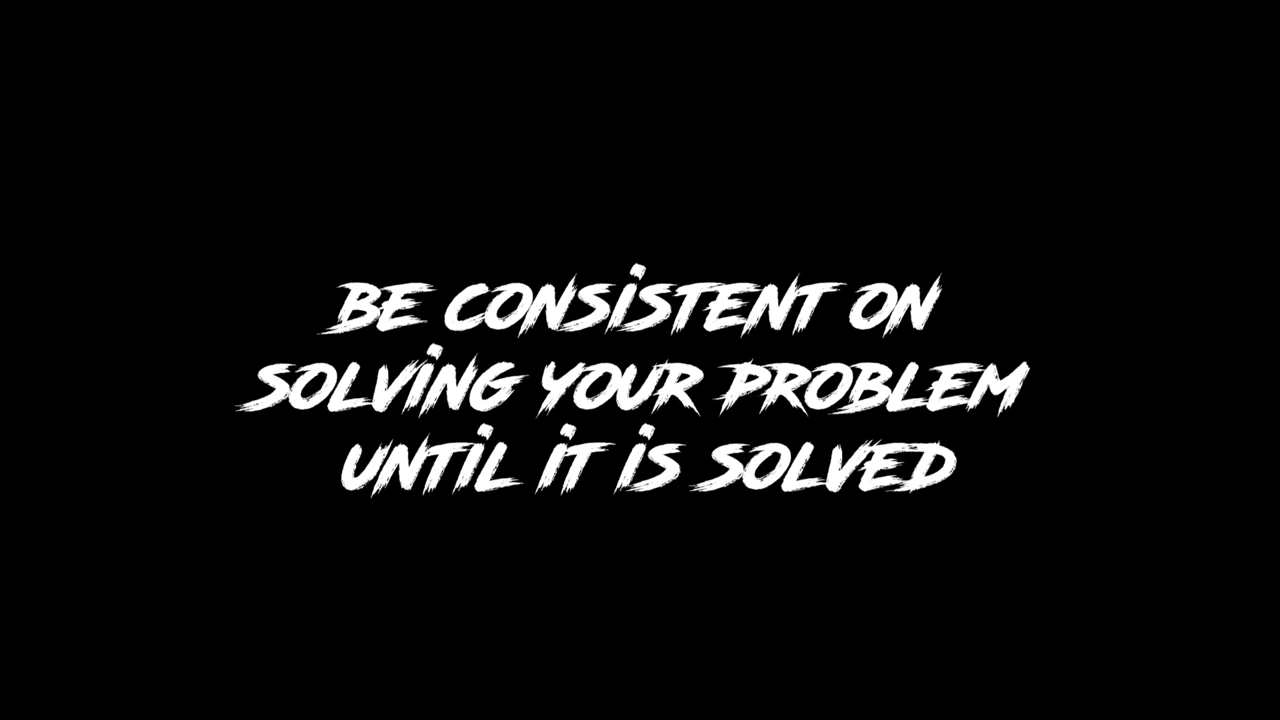 BE CONSISTENT ON
SOLVING YOUR PROBLEM
UNTIL IT IS SOLVED